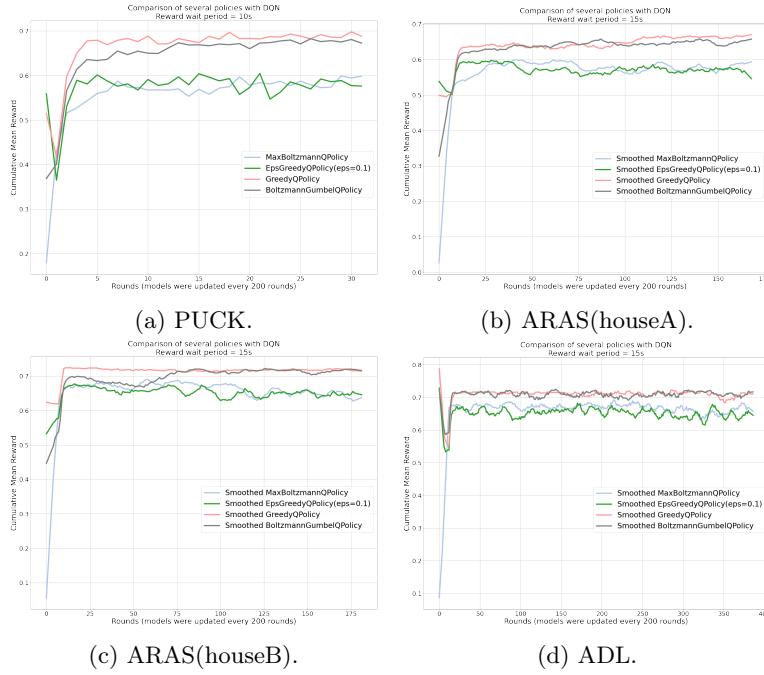 Comparison of several policies with DQN
Reward wait period = 10s
Cumulative Mean Reward
0.7
0.6
0.5
0.4
0.3
0.2
MaxBoltzmannQPolicy
EpsGreedyQPolicy(eps=0.1)
GreedyQPolicy
BoltzmannGumbelQPolicy
0 5 10 15 20 25 30
Rounds (models were updated every 200 rounds)
(a) PUCK.
Comparison of several policies with DQN
Reward wait period = 15s
Cumulative Mean Reward
0.7
0.6
0.5
0.4
0.3
0.2
0.1
0.0
Smoothed MaxBoltzmannQPolicy
Smoothed EpsGreedyQPolicy(eps=0.1)
Smoothed GreedyQPolicy
Smoothed BoltzmannGumbelQPolicy
0 25 50 75 100 125 150 175
Rounds (models were updated every 200 rounds)
(b) ARAS(houseA).
Comparison of several policies with DQN
Reward wait period = 15s
Cumulative Mean Reward
0.7
0.6
0.5
0.4
0.3
0.2
0.1
Smoothed MaxBoltzmannQPolicy
Smoothed EpsGreedyQPolicy(eps=0.1)
Smoothed GreedyQPolicy
Smoothed BoltzmannGumbelQPolicy
0 25 50 75 100 125 150 175
Rounds (models were updated every 200 rounds)
(c) ARAS(houseB).
Comparison of several policies with DQN
Reward wait period = 15s
Cumulative Mean Reward
0.8
0.7
0.6
0.5
0.4
0.3
0.2
0.1
Smoothed MaxBoltzmannQPolicy
Smoothed EpsGreedyQPolicy(eps=0.1)
Smoothed GreedyQPolicy
Smoothed BoltzmannGumbelQPolicy
0 50 100 150 200 250 300 350
Rounds (models were updated every 200 rounds)
(d) ADL.